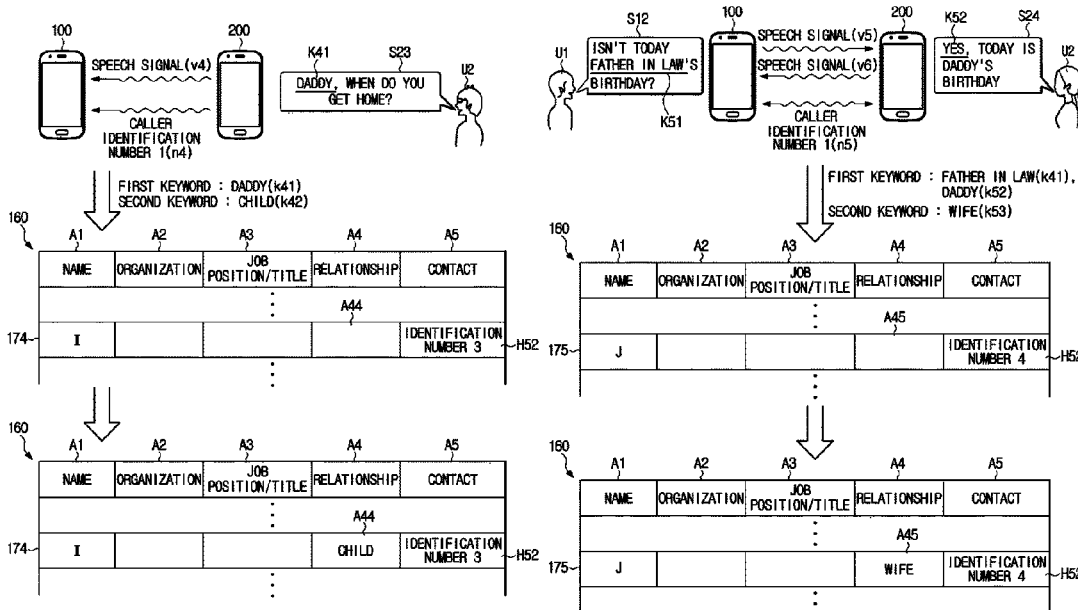 100
200
K41
S23
SPEECH SIGNAL(v4)
U2
DADDY, WHEN DO YOU
GET HOME?
CALLER
IDENTIFICATION
NUMBER 1(n4)
FIRST KEYWORD : DADDY(k41)
SECOND KEYWORD : CHILD(k42)
160
A1
A2
A3
A4
A5
NAME
ORGANIZATION
JOB
POSITION/TITLE
RELATIONSHIP
CONTACT
A44
174
I
IDENTIFICATION
NUMBER 3
H52
160
A1
A2
A3
A4
A5
NAME
ORGANIZATION
JOB
POSITION/TITLE
RELATIONSHIP
CONTACT
A44
174
I
CHILD
IDENTIFICATION
NUMBER 3
H52
S12
100
200
K52
S24
U1
ISN'T TODAY
FATHER IN LAW'S
BIRTHDAY?
K51
SPEECH SIGNAL(v5)
SPEECH SIGNAL(v6)
YES, TODAY IS
DADDY'S
BIRTHDAY
U2
CALLER
IDENTIFICATION
NUMBER 1(n5)
FIRST KEYWORD : FATHER IN LAW(k41),
DADDY(k52)
SECOND KEYWORD : WIFE(k53)
160
A1
A2
A3
A4
A5
NAME
ORGANIZATION
JOB
POSITION/TITLE
RELATIONSHIP
CONTACT
A45
175
J
IDENTIFICATION
NUMBER 4
H52
160
A1
A2
A3
A4
A5
NAME
ORGANIZATION
JOB
POSITION/TITLE
RELATIONSHIP
CONTACT
A45
175
J
WIFE
IDENTIFICATION
NUMBER 4
H52